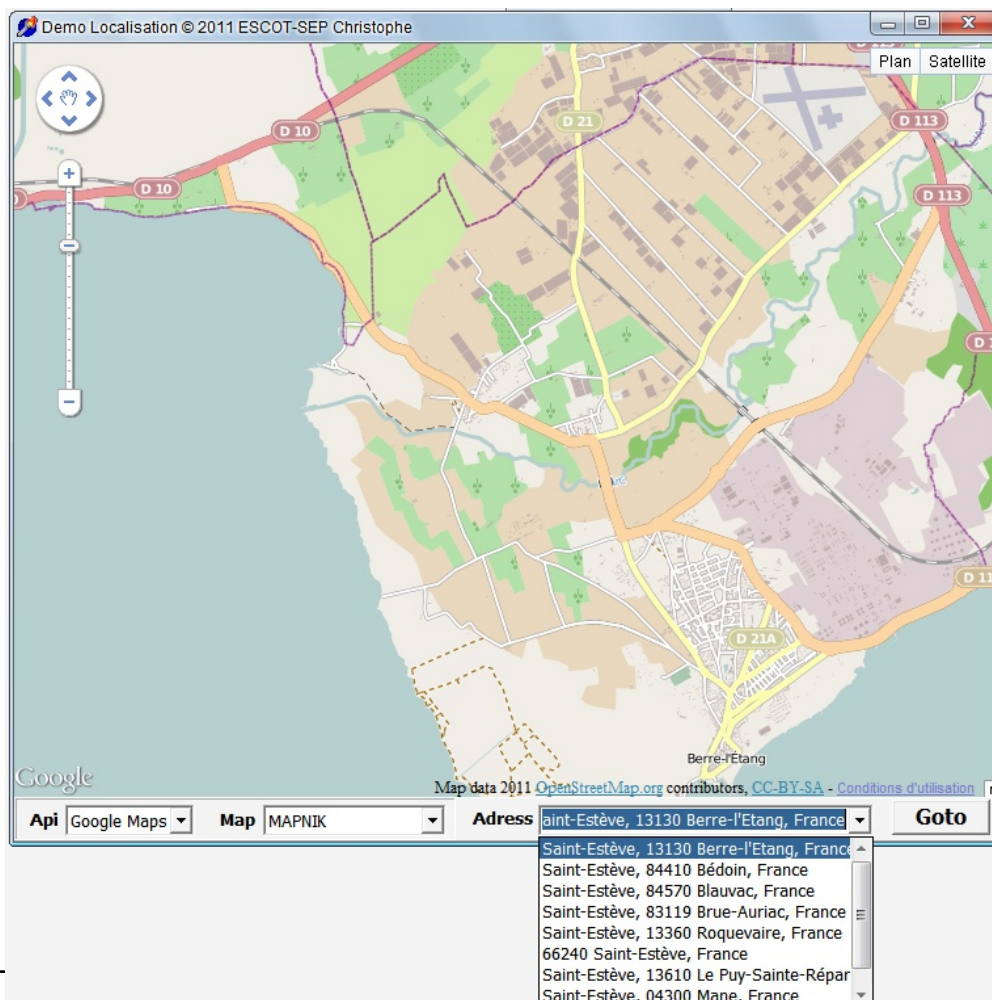 Demo Localisation © 2011 ESCOT-SEP Christophe
Plan Satellite
D 10
D 21
D 113
D 10
D 113
D 11
D 21A
Berre-l'Étang
Google
Map data 2011 OpenStreetMap.org contributors, CC-BY-SA - Conditions d'utilisation
Api Google Maps Map MAPNIK Adress aint-Estève, 13130 Berre-l'Etang, France Goto
Saint-Estève, 13130 Berre-l'Etang, France
Saint-Estève, 84410 Bédoin, France
Saint-Estève, 84570 Blauvac, France
Saint-Estève, 83119 Brue-Auriac, France
Saint-Estève, 13360 Roquevaire, France
66240 Saint-Estève, France
Saint-Estève, 13610 Le Puy-Sainte-Répar
Saint-Estève, 04300 Mane, France